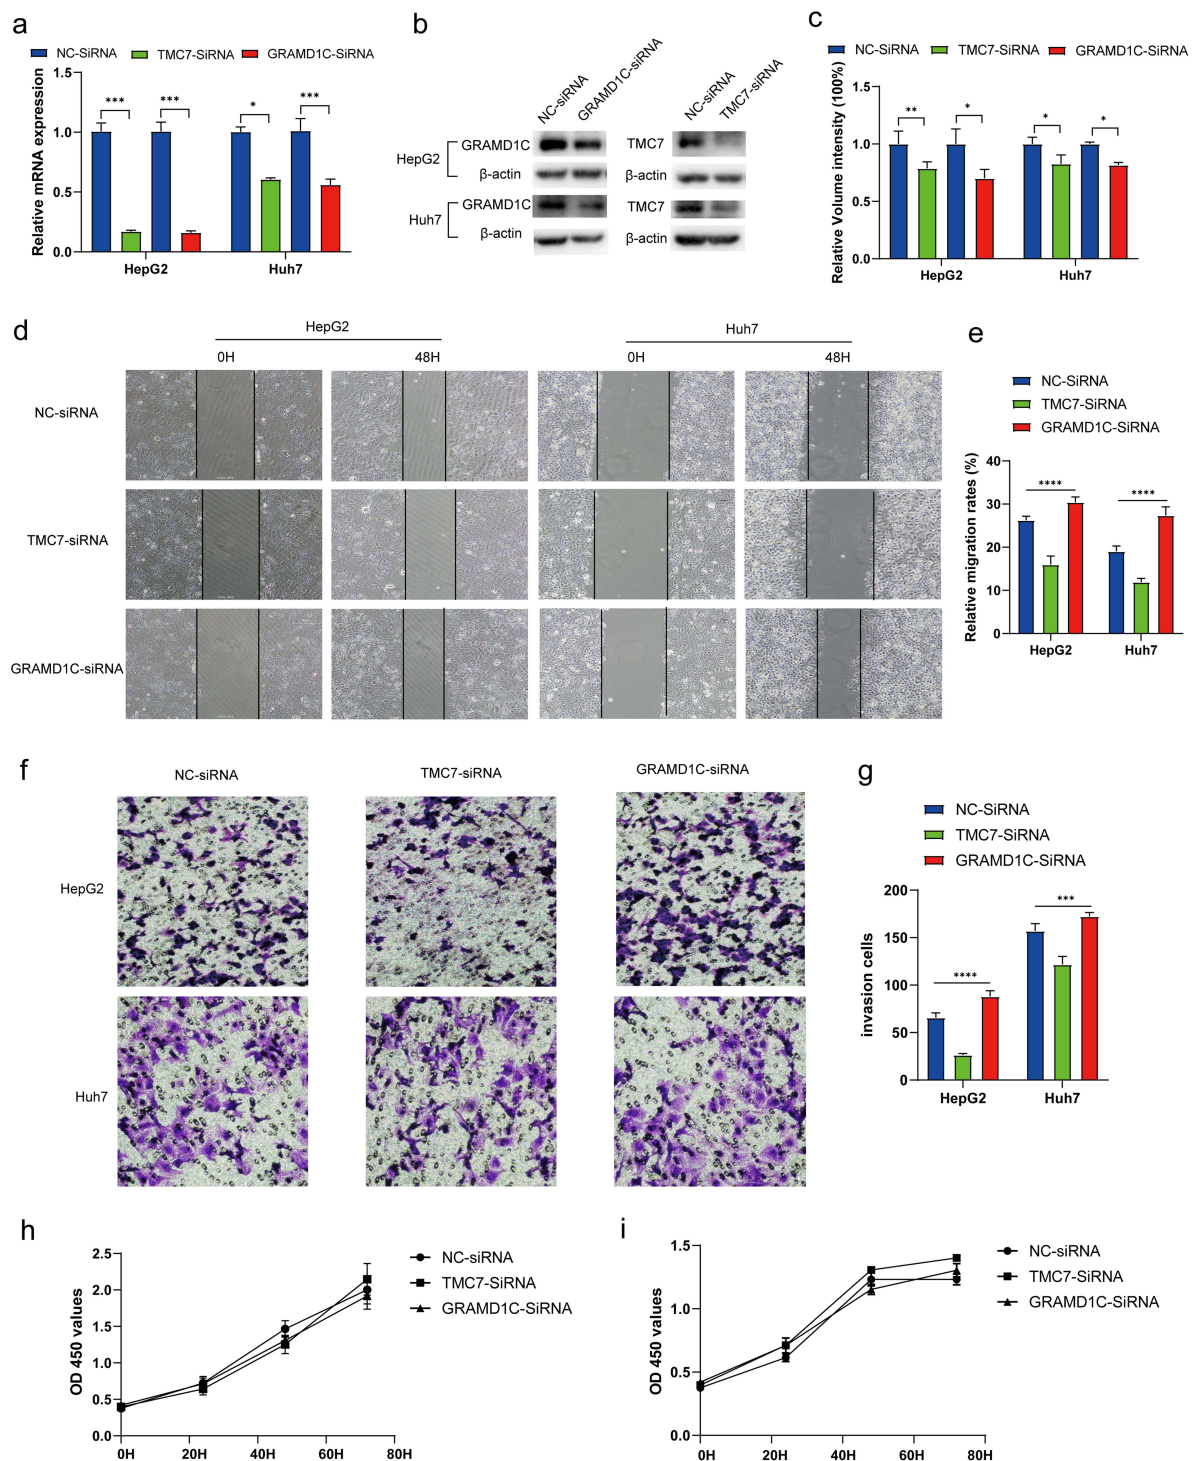 a
NC-SiRNA TMC7-SiRNA GRAMD1C-SiRNA
Relative mRNA expression
1.5
1.0
0.5
0.0
*** *** * ***
HepG2 Huh7
b
NC-siRNA GRAMD1C-siRNA NC-siRNA TMC7-siRNA
HepG2 GRAMD1C TMC7
β-actin β-actin
Huh7 GRAMD1C TMC7
β-actin β-actin
c
NC-SiRNA TMC7-SiRNA GRAMD1C-SiRNA
Relative Volume intensity (100%)
1.5
1.0
0.5
0.0
** * * *
HepG2 Huh7
d
HepG2 Huh7
0H 48H 0H 48H
NC-siRNA
TMC7-siRNA
GRAMD1C-siRNA
e
NC-SiRNA
TMC7-SiRNA
GRAMD1C-SiRNA
Relative migration rates (%)
40
30
20
10
0
**** ****
HepG2 Huh7
f
NC-siRNA TMC7-siRNA GRAMD1C-siRNA
HepG2
Huh7
g
NC-SiRNA
TMC7-SiRNA
GRAMD1C-SiRNA
invasion cells
200
150
100
50
0
**** ***
HepG2 Huh7
h
OD 450 values
2.5
2.0
1.5
1.0
0.5
0.0
0H 20H 40H 60H 80H
NC-siRNA
TMC7-SiRNA
GRAMD1C-SiRNA
i
OD 450 values
1.5
1.0
0.5
0.0
0H 20H 40H 60H 80H
NC-siRNA
TMC7-SiRNA
GRAMD1C-SiRNA